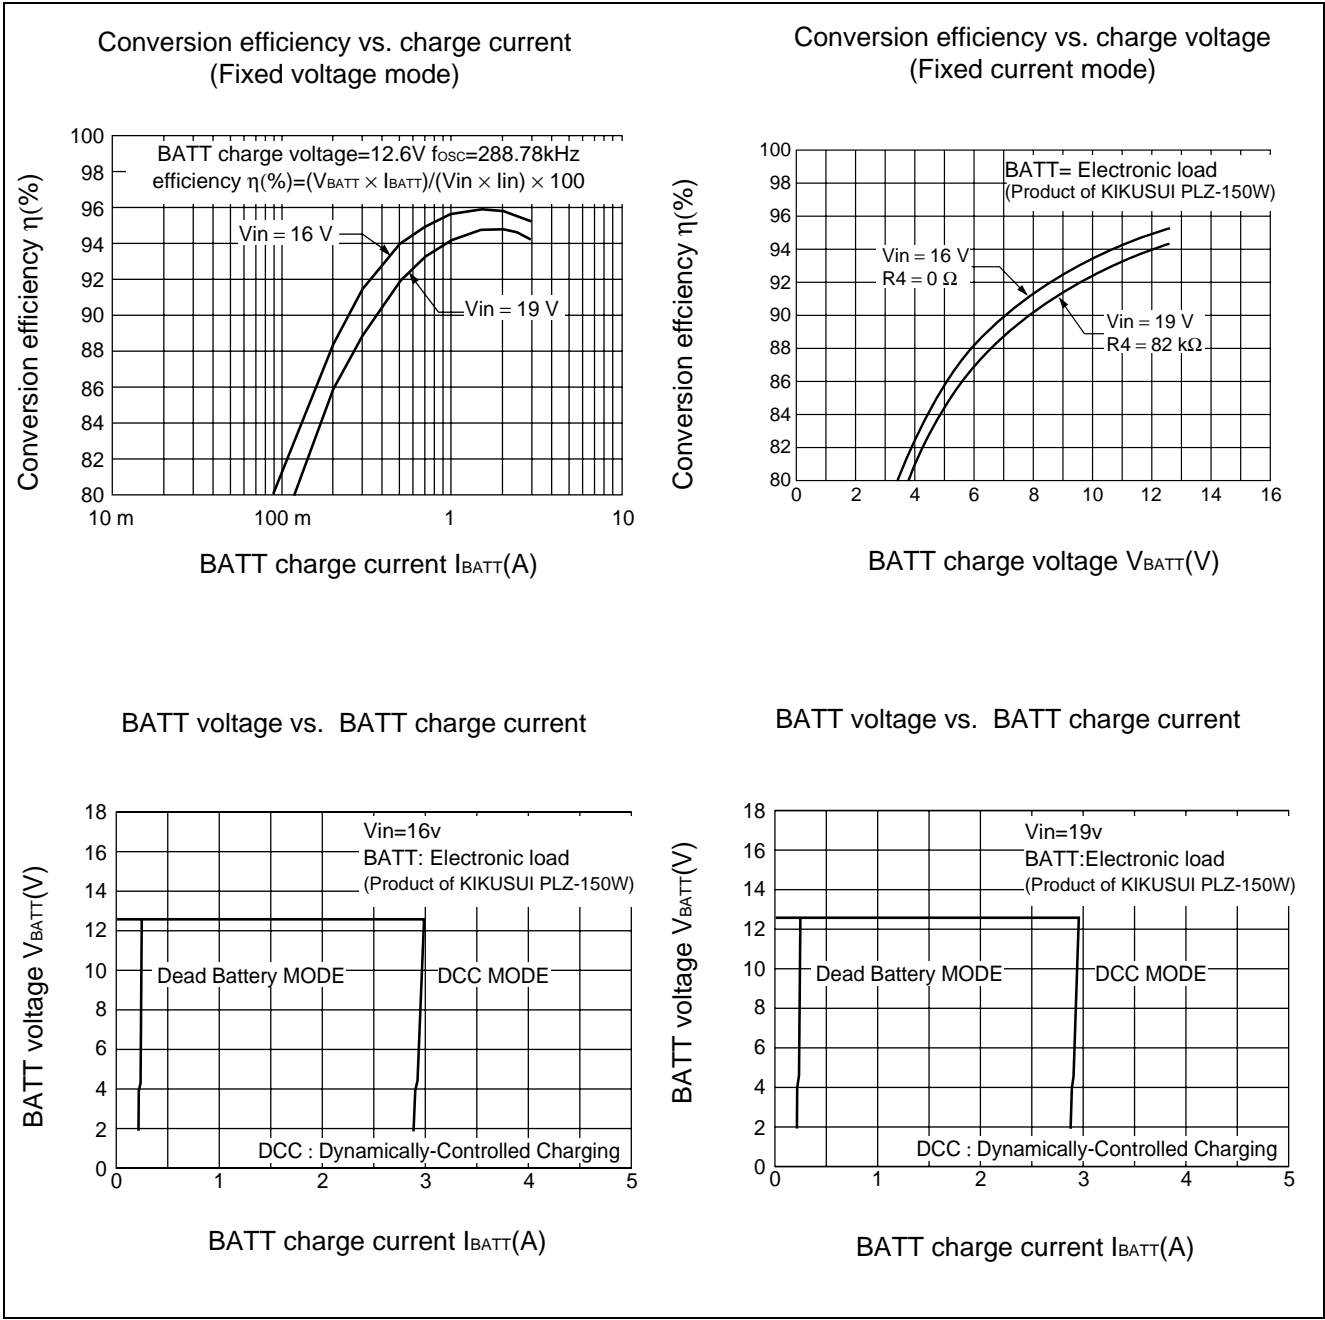 Conversion efficiency vs. charge current
(Fixed voltage mode)
Conversion efficiency η(%)
100
98
96
94
92
90
88
86
84
82
80
BATT charge voltage=12.6V fOSC=288.78kHz
efficiency η(%)=(VBATT × IBATT)/(Vin × Iin) × 100
Vin = 16 V
Vin = 19 V
10 m
100 m
1
10
BATT charge current IBATT(A)
Conversion efficiency vs. charge voltage
(Fixed current mode)
Conversion effciency η(%)
100
98
96
94
92
90
88
86
84
82
80
BATT= Electronic load
(Product of KIKUSUI PLZ-150W)
Vin = 16 V
R4 = 0 Ω
Vin = 19 V
R4 = 82 kΩ
0
2
4
6
8
10
12
14
16
BATT charge voltage VBATT(V)
BATT voltage vs. BATT charge current
BATT voltage VBATT(V)
18
16
14
12
10
8
6
4
2
0
Vin=16v
BATT: Electronic load
(Product of KIKUSUI PLZ-150W)
Dead Battery MODE
DCC MODE
DCC : Dynamically-Controlled Charging
0
1
2
3
4
5
BATT charge current IBATT(A)
BATT voltage vs. BATT charge current
BATT voltage VBATT(V)
18
16
14
12
10
8
6
4
2
0
Vin=19v
BATT:Electronic load
(Product of KIKUSUI PLZ-150W)
Dead Battery MODE
DCC MODE
DCC : Dynamically-Controlled Charging
0
1
2
3
4
5
BATT charge current IBATT(A)